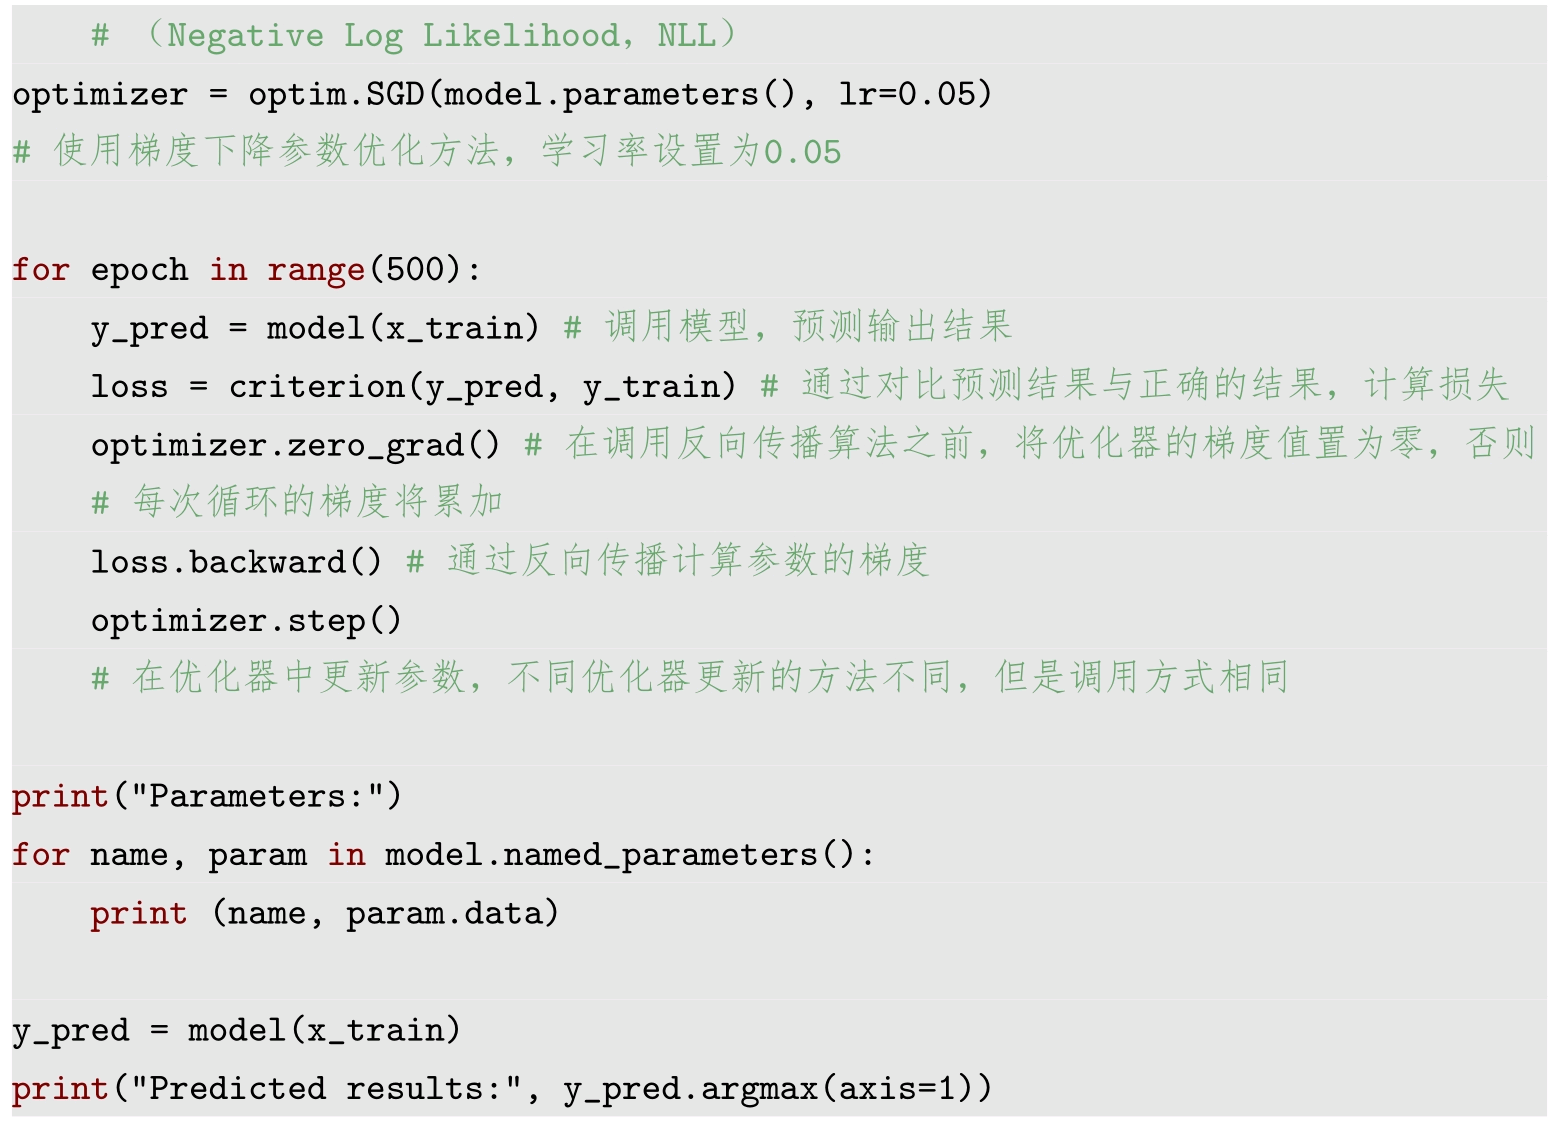 # （Negative Log Likelihood, NLL）
optimizer = optim.SGD(model.parameters(), lr=0.05)
# 使用梯度下降参数优化方法，学习率设置为0.05

for epoch in range(500):
    y_pred = model(x_train) # 调用模型，预测输出结果
    loss = criterion(y_pred, y_train) # 通过对比预测结果与正确的结果，计算损失
    optimizer.zero_grad() # 在调用反向传播算法之前，将优化器的梯度值置为零，否则
    # 每次循环的梯度将累加
    loss.backward() # 通过反向传播计算参数的梯度
    optimizer.step()
    # 在优化器中更新参数，不同优化器更新的方法不同，但是调用方式相同

print("Parameters:")
for name, param in model.named_parameters():
    print (name, param.data)

y_pred = model(x_train)
print("Predicted results:", y_pred.argmax(axis=1))